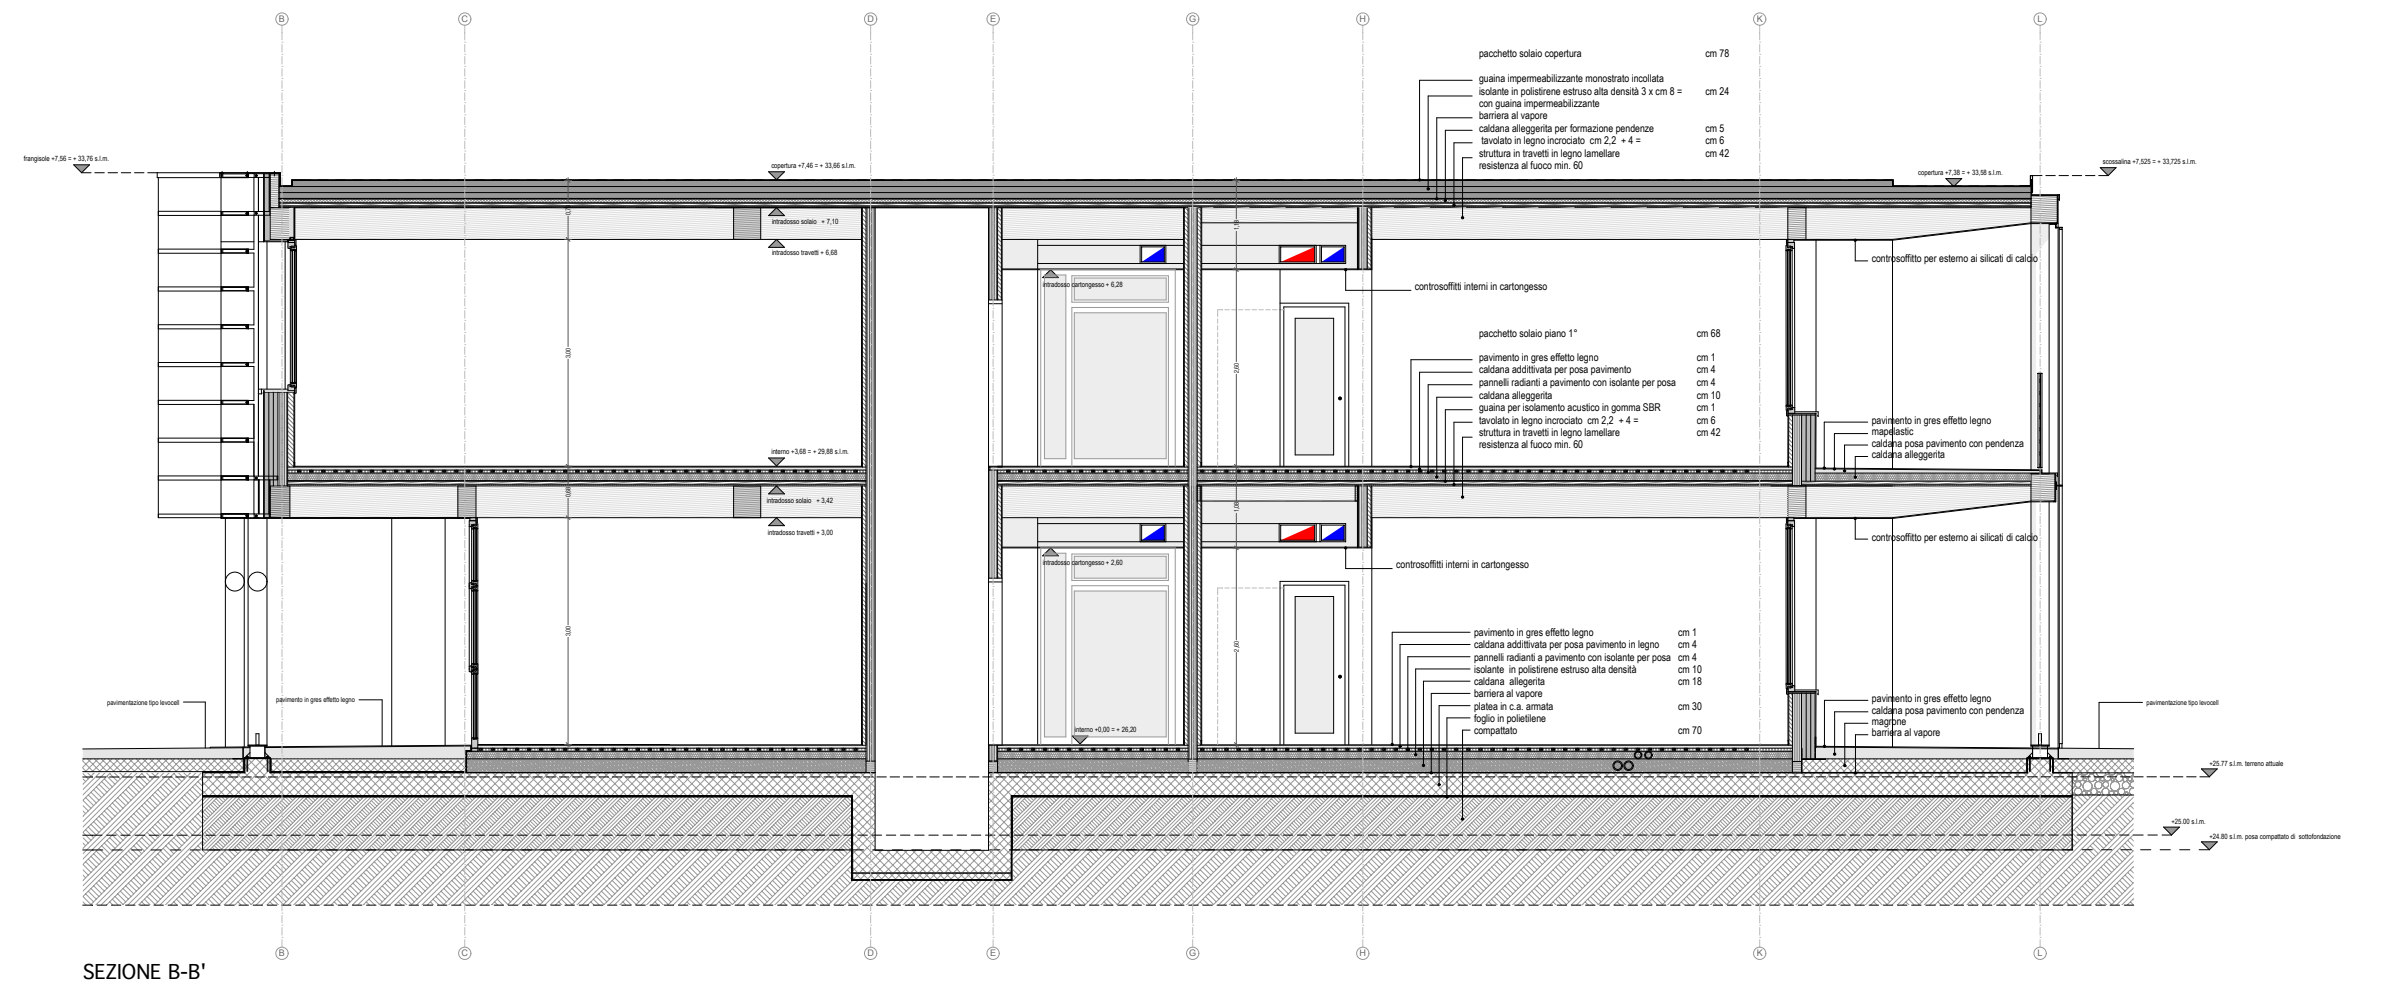 B C D E G H K L
pacchetto solaio copertura cm 78
guaina impermeabilizzante monostrato incollata
isolante in polistirene estruso alta densità 3 x cm 8 = cm 24
con guaina impermeabilizzante
barriera al vapore
caldana alleggerita per formazione pendenze cm 5
tavolato in legno incrociato cm 2,2 + 4 = cm 6
struttura in travetti in legno lamellare cm 42
resistenza al fuoco min. 60
frangisole +7,56 = + 33,76 s.l.m.
copertura +7,46 = + 33,66 s.l.m.
copertura +7,38 = + 33,58 s.l.m.
scossalina +7,525 = + 33,725 s.l.m.
intradosso solaio + 7,10
intradosso travetti + 6,68
controsoffitto per esterno ai silicati di calcio
intradosso cartongesso + 6,28
controsoffitti interni in cartongesso
3,00
2,60
pacchetto solaio piano 1° cm 68
pavimento in gres effetto legno cm 1
caldana addittivata per posa pavimento cm 4
pannelli radianti a pavimento con isolante per posa cm 4
caldana alleggerita cm 10
guaina per isolamento acustico in gomma SBR cm 1
tavolato in legno incrociato cm 2,2 + 4 = cm 6
struttura in travetti in legno lamellare cm 42
resistenza al fuoco min. 60
pavimento in gres effetto legno
mapelastic
caldana posa pavimento con pendenza
caldana alleggerita
interno +3,68 = + 29,88 s.l.m.
0,68
1,08
intradosso solaio + 3,42
intradosso travetti + 3,00
controsoffitto per esterno ai silicati di calcio
intradosso cartongesso + 2,60
controsoffitti interni in cartongesso
3,00
2,60
pavimento in gres effetto legno cm 1
caldana addittivata per posa pavimento in legno cm 4
pannelli radianti a pavimento con isolante per posa cm 4
isolante in polistirene estruso alta densità cm 10
caldana allegerita cm 18
barriera al vapore
platea in c.a. armata cm 30
foglio in polietilene
compattato cm 70
pavimento in gres effetto legno
caldana posa pavimento con pendenza
magrone
barriera al vapore
pavimentazione tipo levocell
pavimento in gres effetto legno
pavimentazione tipo levocell
interno +0,00 = + 26,20
+25.77 s.l.m. terreno attuale
+25.00 s.l.m.
+24.80 s.l.m. posa compattato di sottofondazione
B C D E G H K L
SEZIONE B-B'